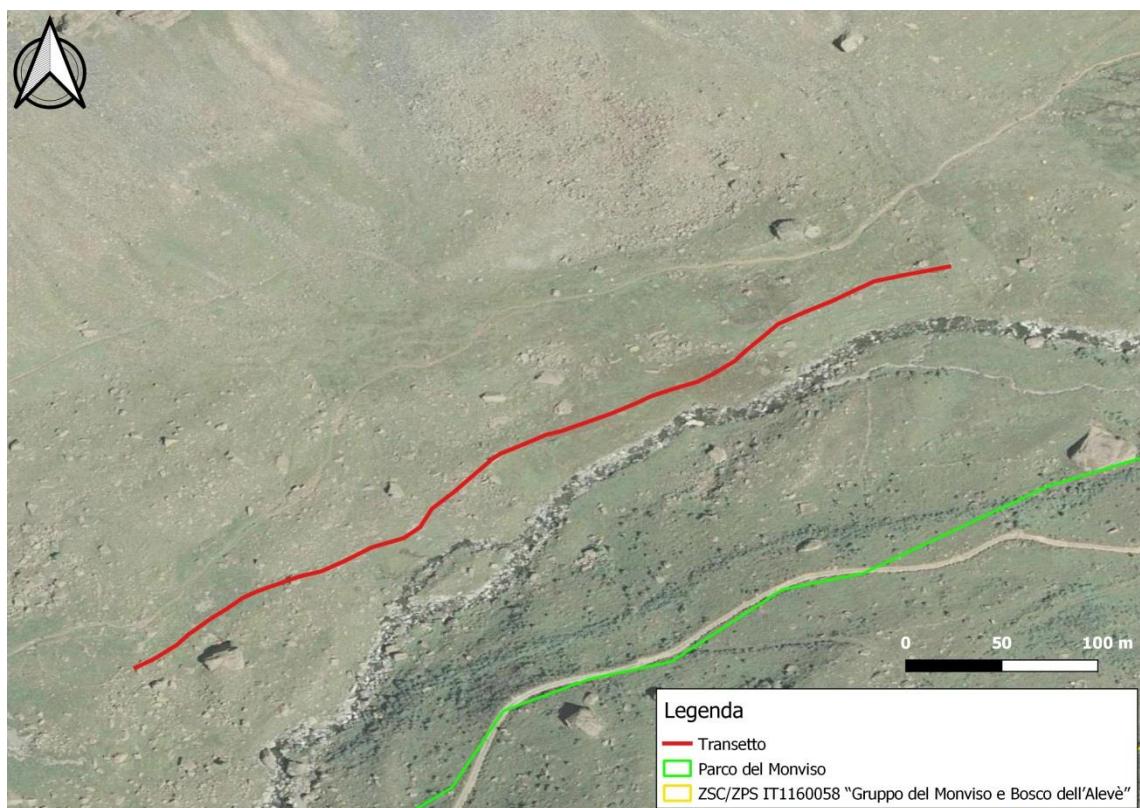 0 50 100 m
Legenda
Transetto
Parco del Monviso
ZSC/ZPS IT1160058 “Gruppo del Monviso e Bosco dell'Alevè”